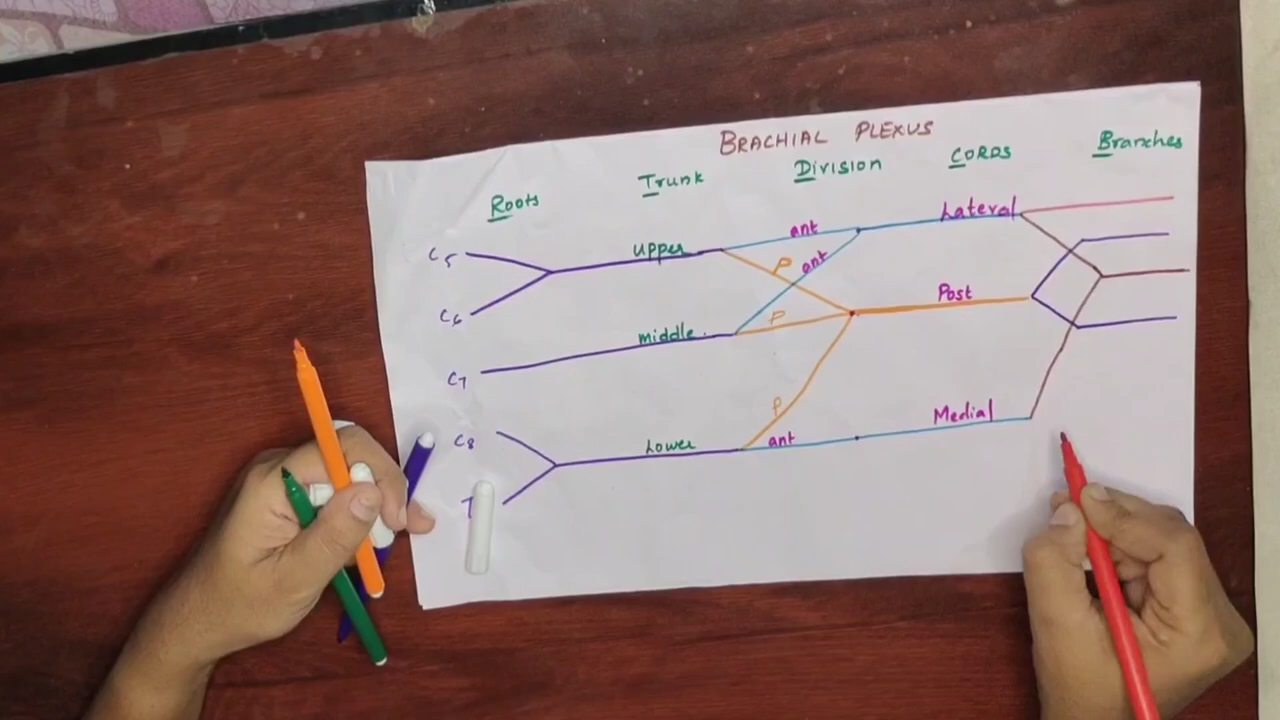 BRACHIAL PLEXUS
Roots Trunk Division CORDS Branches
C5 upper ant Lateral
P ant
C6
middle P Post
C7
C8 Lower P ant Medial
T